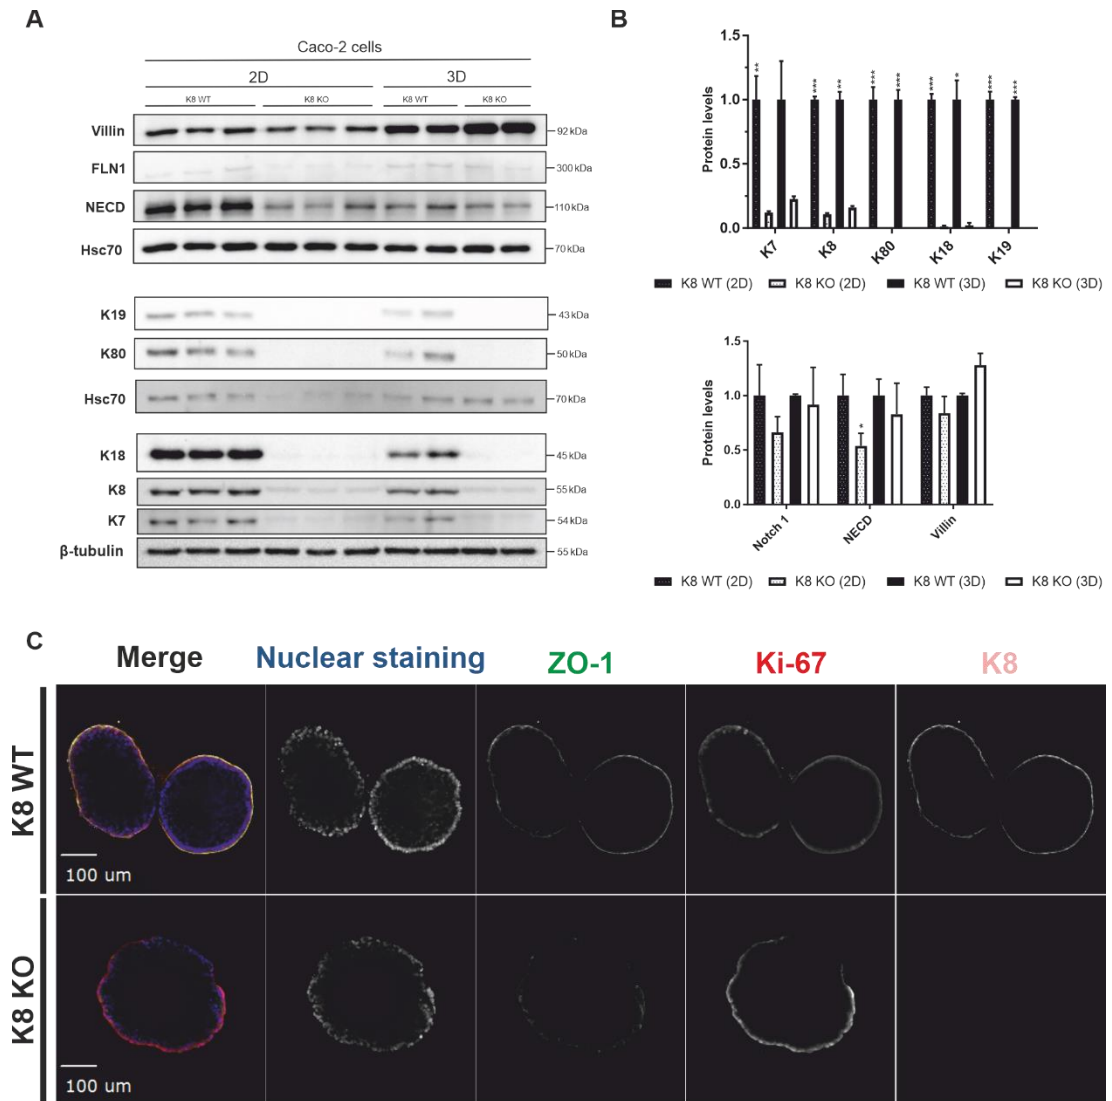 A
Caco-2 cells
2D 3D
K8 WT K8 KO K8 WT K8 KO
Villin 92 kDa
FLN1 300 kDa
NECD 110 kDa
Hsc70 70 kDa
K19 43 kDa
K80 50 kDa
Hsc70 70 kDa
K18 45 kDa
K8 55 kDa
K7 54 kDa
β-tubulin 55 kDa
B
Protein levels
1.5
1.0
0.5
0.0
** *** ** *** *** *** * *** ***
K7 K8 K80 K18 K19
K8 WT (2D) K8 KO (2D) K8 WT (3D) K8 KO (3D)
Protein levels
1.5
1.0
0.5
0.0
*
Notch 1 NECD Villin
K8 WT (2D) K8 KO (2D) K8 WT (3D) K8 KO (3D)
C
Merge Nuclear staining ZO-1 Ki-67 K8
K8 WT
100 um
K8 KO
100 um